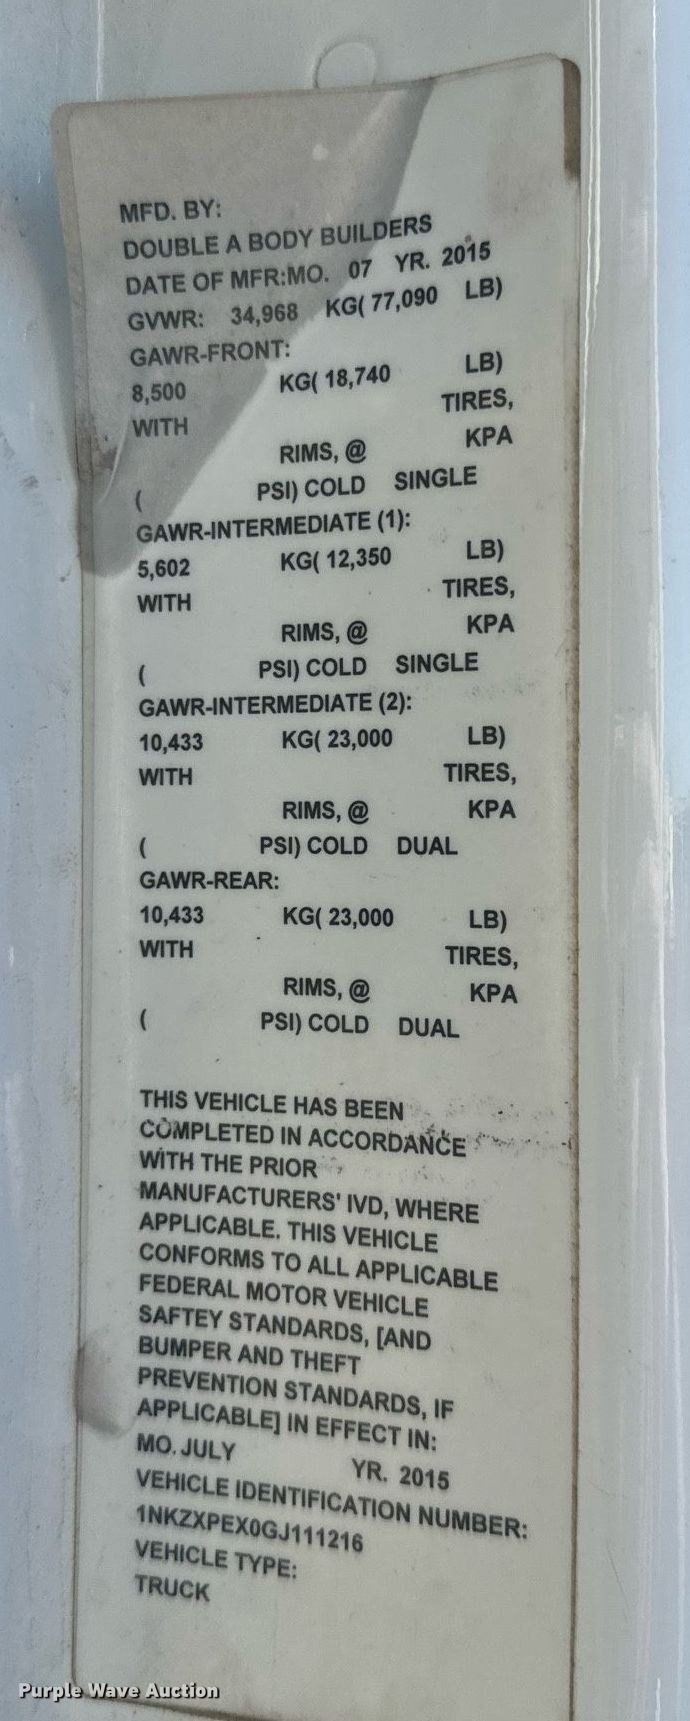 MFD. BY:
DOUBLE A BODY BUILDERS
DATE OF MFR:MO. 07 YR. 2015
GVWR: 34,968 KG( 77,090 LB)
GAWR-FRONT:
8,500 KG( 18,740 LB)
WITH TIRES,
RIMS, @ KPA
( PSI) COLD SINGLE
GAWR-INTERMEDIATE (1):
5,602 KG( 12,350 LB)
WITH TIRES,
RIMS, @ KPA
( PSI) COLD SINGLE
GAWR-INTERMEDIATE (2):
10,433 KG( 23,000 LB)
WITH TIRES,
RIMS, @ KPA
( PSI) COLD DUAL
GAWR-REAR:
10,433 KG( 23,000 LB)
WITH TIRES,
RIMS, @ KPA
( PSI) COLD DUAL
THIS VEHICLE HAS BEEN
COMPLETED IN ACCORDANCE
WITH THE PRIOR
MANUFACTURERS' IVD, WHERE
APPLICABLE. THIS VEHICLE
CONFORMS TO ALL APPLICABLE
FEDERAL MOTOR VEHICLE
SAFTEY STANDARDS, [AND
BUMPER AND THEFT
PREVENTION STANDARDS, IF
APPLICABLE] IN EFFECT IN:
MO. JULY YR. 2015
VEHICLE IDENTIFICATION NUMBER:
1NKZXPEX0GJ111216
VEHICLE TYPE:
TRUCK
Purple Wave Auction